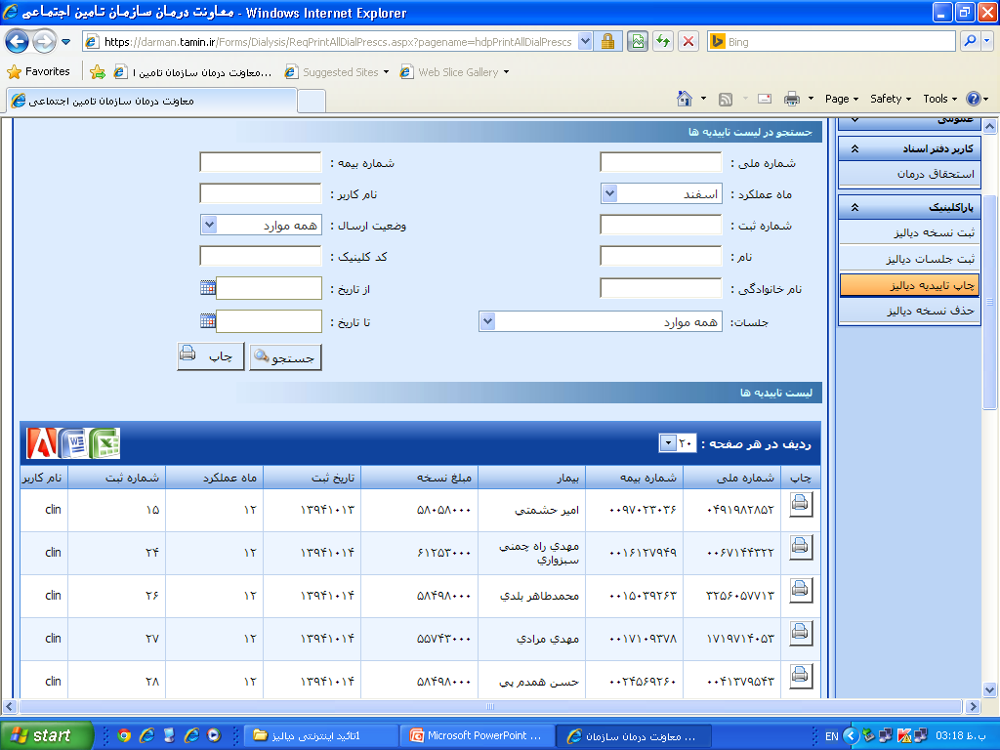 معاونت درمان سازمان تامین اجتماعی - Windows Internet Explorer
https://darman.tamin.ir/Forms/Dialysis/ReqPrintAllDialPrescs.aspx?pagename=hdpPrintAllDialPrescs
Bing
Favorites
معاونت درمان سازمان تامین ا...
Suggested Sites
Web Slice Gallery
معاونت درمان سازمان تامین اجتماعی
Page Safety Tools
عمومی
کاربر دفتر اسناد
استحقاق درمان
پاراکلینیک
ثبت نسخه دیالیز
ثبت جلسات دیالیز
چاپ تاییدیه دیالیز
حذف نسخه دیالیز
جستجو در لیست تاییدیه ها
شماره ملی : شماره بیمه :
ماه عملکرد : اسفند نام کاربر :
شماره ثبت : وضعیت ارسال : همه موارد
نام : کد کلینیک :
نام خانوادگی : از تاریخ :
جلسات: همه موارد تا تاریخ :
جستجو چاپ
لیست تاییدیه ها
ردیف در هر صفحه : ۲۰
چاپ شماره ملی شماره بیمه بیمار مبلغ نسخه تاریخ ثبت ماه عملکرد شماره ثبت نام کاربر
۰۴۹۱۹۸۲۸۵۲ ۰۰۹۷۰۲۳۰۳۶ امیر حشمتي ۵۸۰۵۸۰۰۰ ۱۳۹۴۱۰۱۳ ۱۲ ۱۵ clin
۰۰۶۷۱۴۴۳۲۲ ۰۰۱۶۱۲۷۹۴۹ مهدي راه چمني سبزواري ۶۱۲۵۳۰۰۰ ۱۳۹۴۱۰۱۴ ۱۲ ۲۴ clin
۳۲۵۶۰۵۷۷۱۳ ۰۰۱۵۰۳۹۲۶۳ محمدطاهر بلدي ۵۸۴۹۸۰۰۰ ۱۳۹۴۱۰۱۴ ۱۲ ۲۶ clin
۱۷۱۹۷۱۴۰۵۳ ۰۰۱۷۱۰۹۳۷۸ مهدي مرادي ۵۵۷۴۳۰۰۰ ۱۳۹۴۱۰۱۴ ۱۲ ۲۷ clin
۰۰۴۱۳۷۹۵۴۳ ۰۰۲۴۵۶۹۲۶۰ حسن همدم پي ۵۸۴۹۸۰۰۰ ۱۳۹۴۱۰۱۴ ۱۲ ۲۸ clin
start
تائید اینترنتی دیالیز1
Microsoft PowerPoint ...
معاونت درمان سازمان ...
EN
03:18 ب.ظ